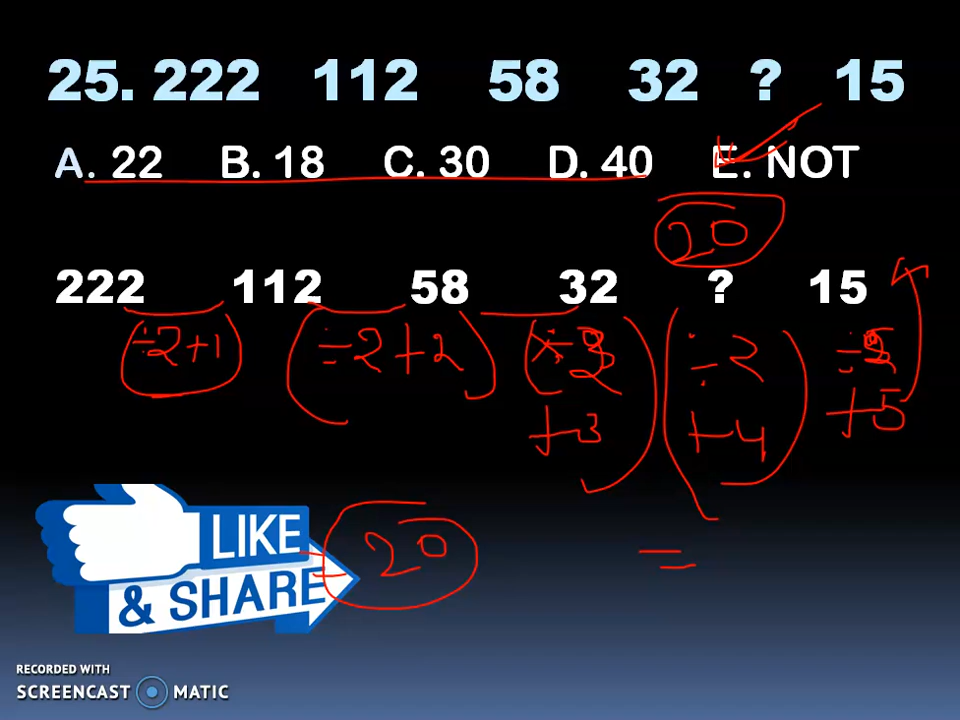 25. 222 112 58 32 ? 15
A. 22 B. 18 C. 30 D. 40 E. NOT
20
222 112 58 32 ? 15
÷2+1 ÷2+2 ÷2 ÷2
+3 +4 +5
LIKE
& SHARE
= 20 =
RECORDED WITH
SCREENCAST MATIC